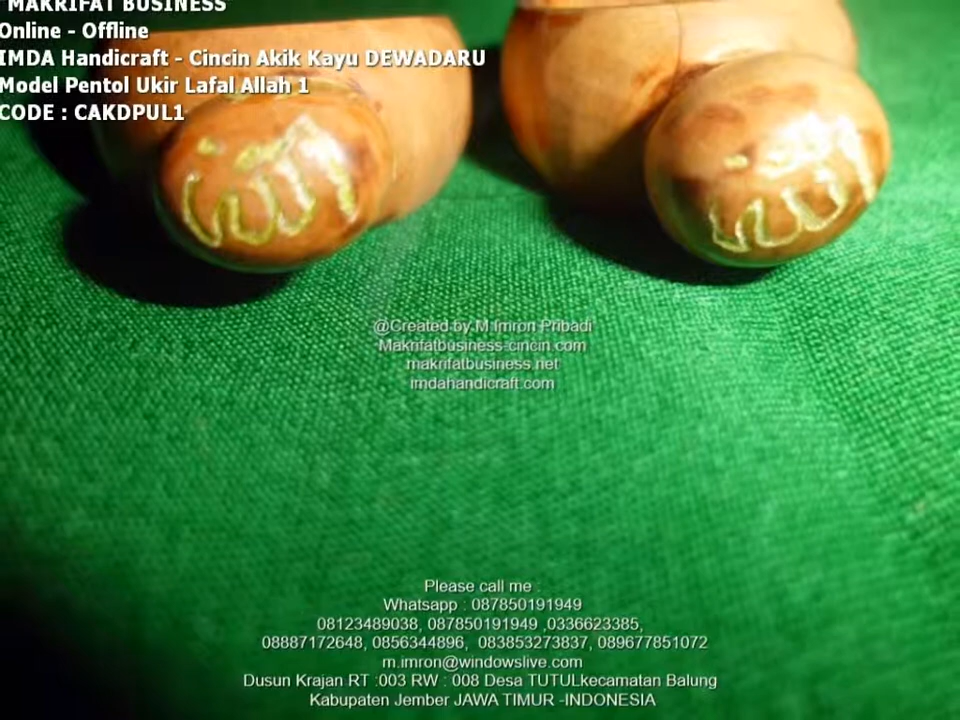 "MAKRIFAT BUSINESS
Online - Offline
IMDA Handicraft - Cincin Akik Kayu DEWADARU
Model Pentol Ukir Lafal Allah 1
CODE : CAKDPUL1
الله
الله
@Created by M Imron Pribadi
Makrifatbusiness-cincin.com
makrifatbusiness.net
imdahandicraft.com
Please call me :
Whatsapp : 087850191949
08123489038, 087850191949 ,0336623385,
08887172648, 0856344896, 083853273837, 089677851072
m.imron@windowslive.com
Dusun Krajan RT :003 RW : 008 Desa TUTULkecamatan Balung
Kabupaten Jember JAWA TIMUR -INDONESIA